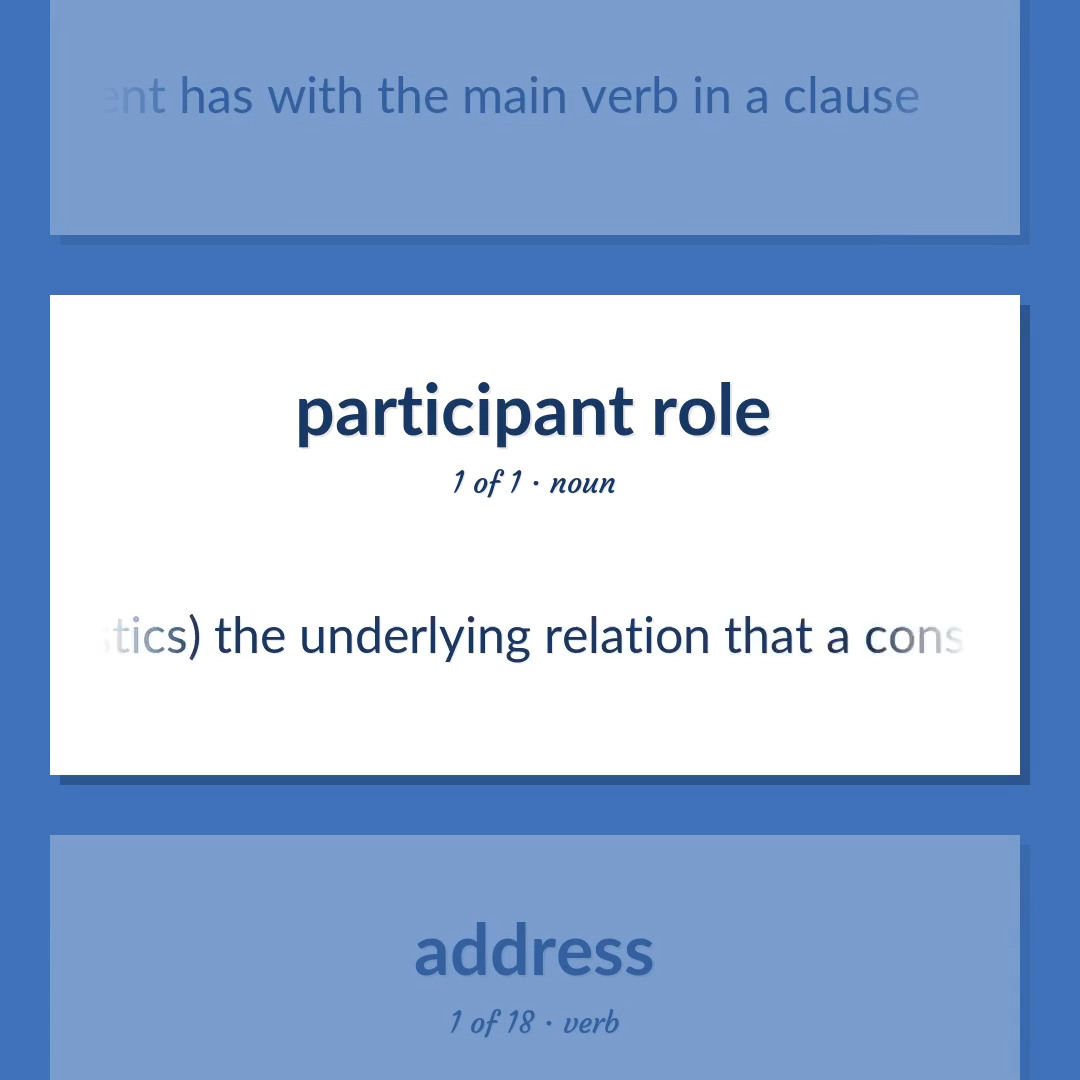 ent has with the main verb in a clause
participant role
1 of 1 · noun
stics) the underlying relation that a cons
address
1 of 18 · verb